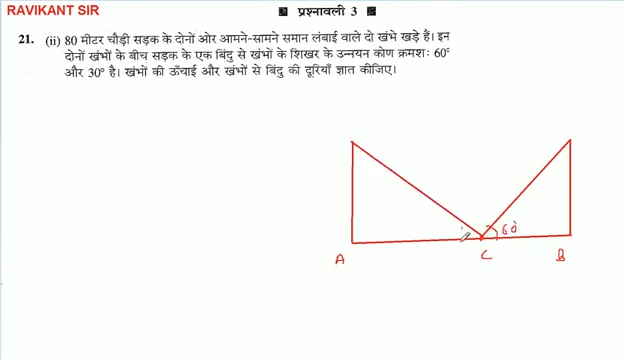 RAVIKANT SIR
प्रश्नावली 3
21. (ii) 80 मीटर चौड़ी सड़क के दोनों ओर आमने-सामने समान लंबाई वाले दो खंभे खड़े हैं। इन
दोनों खंभों के बीच सड़क के एक बिंदु से खंभों के शिखर के उन्नयन कोण क्रमशः 60°
और 30° है। खंभों की ऊँचाई और खंभों से बिंदु की दूरियाँ ज्ञात कीजिए।
60°
A C B